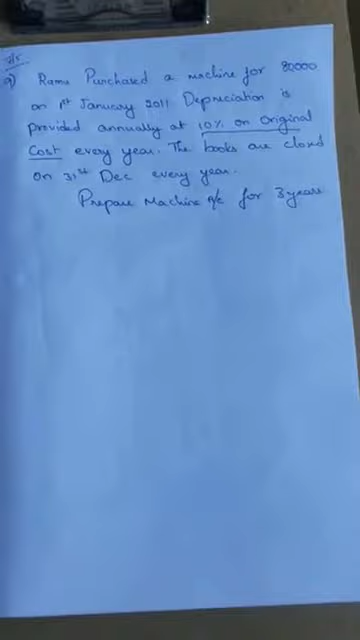 9) Ramu Purchased a machine for 80000
on 1st January 2011 Depreciation is
provided annually at 10% on Original
Cost every year. The books are closed
on 31st Dec every year.
Prepare Machine a/c for 3 years